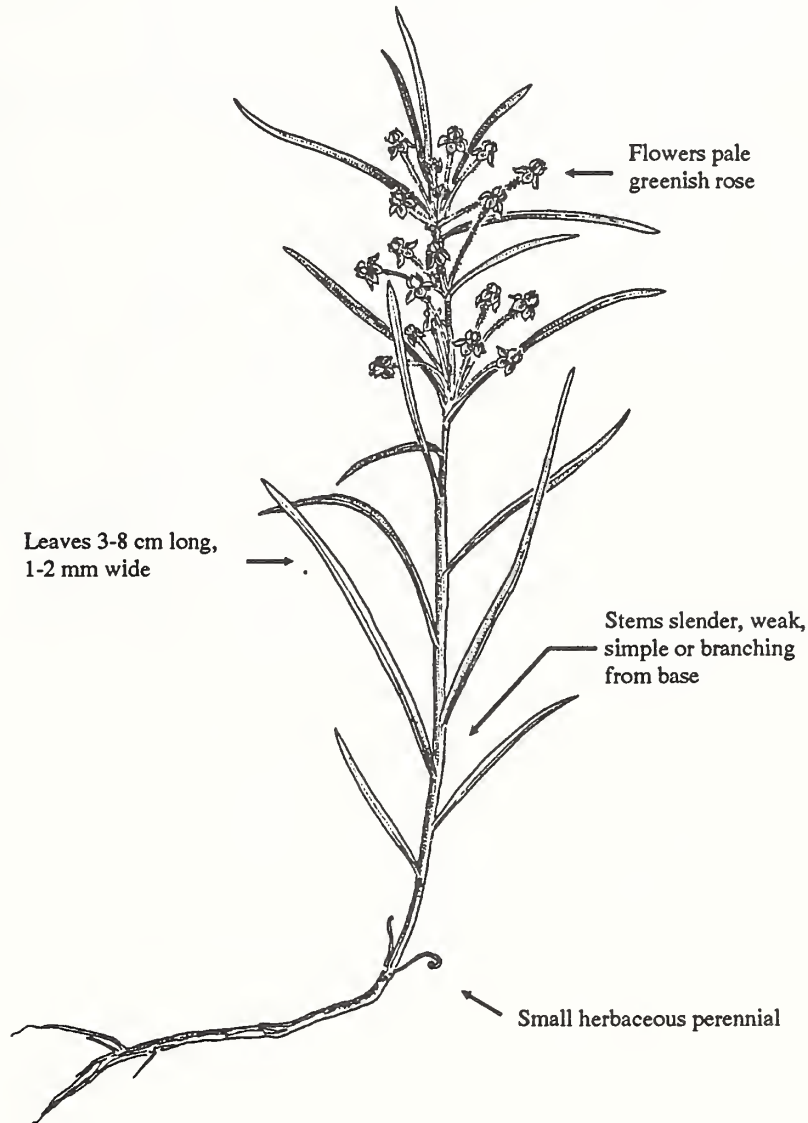 Flowers pale
greenish rose
Leaves 3-8 cm long,
1-2 mm wide
Stems slender, weak,
simple or branching
from base
Small herbaceous perennial